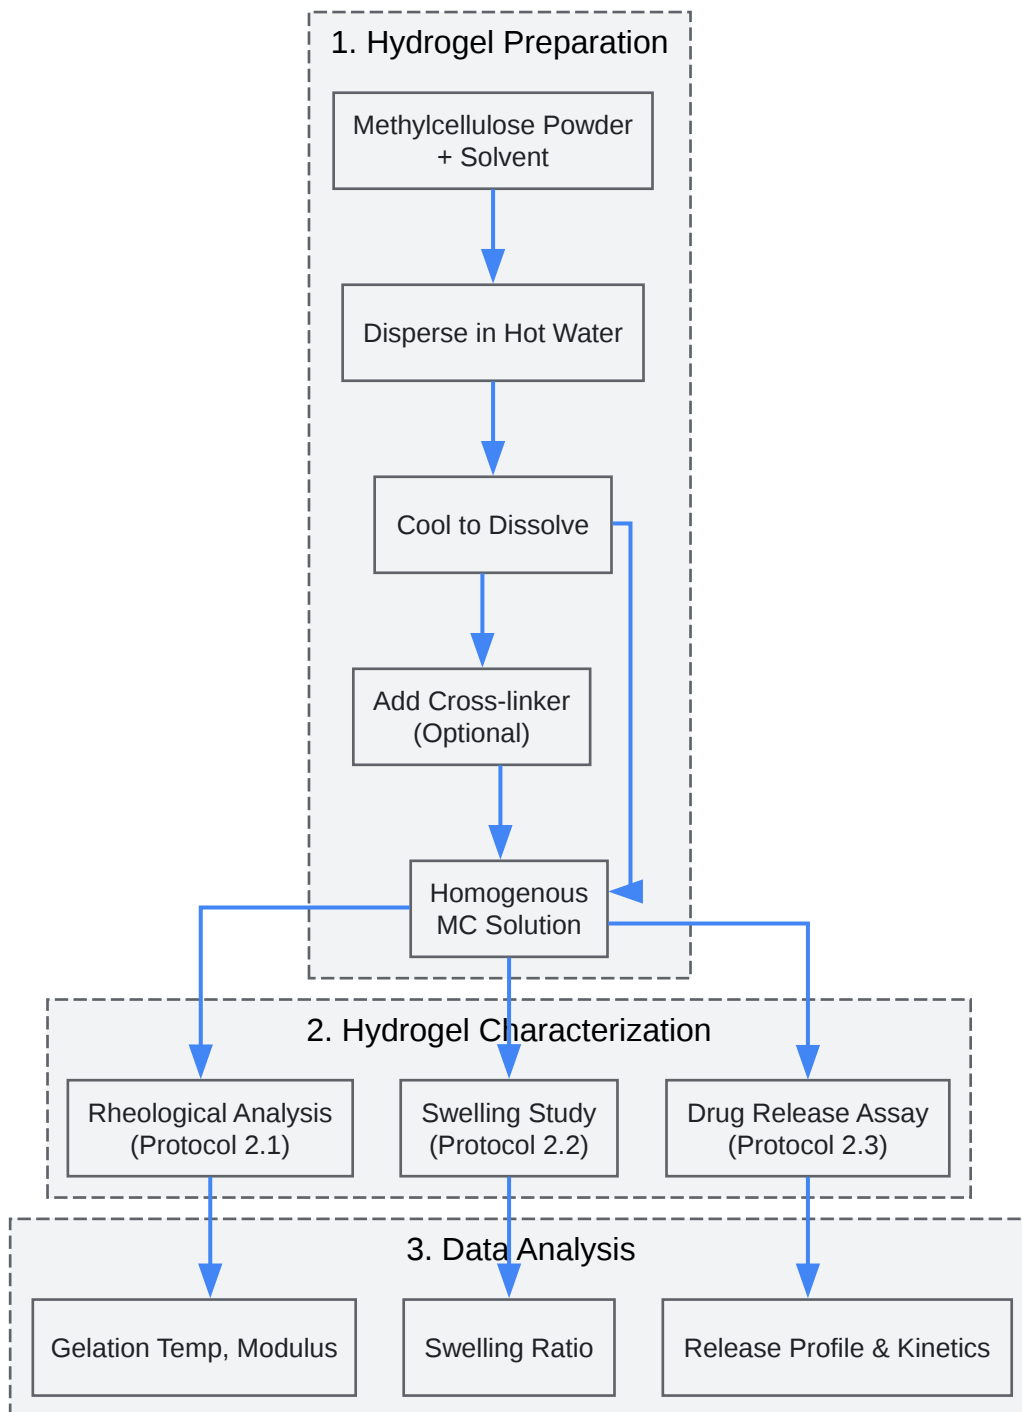 1. Hydrogel Preparation
Methylcellulose Powder
+ Solvent
Disperse in Hot Water
Cool to Dissolve
Add Cross-linker
(Optional)
Homogenous
MC Solution
2. Hydrogel Characterization
Rheological Analysis
(Protocol 2.1)
Swelling Study
(Protocol 2.2)
Drug Release Assay
(Protocol 2.3)
3. Data Analysis
Gelation Temp, Modulus
Swelling Ratio
Release Profile & Kinetics